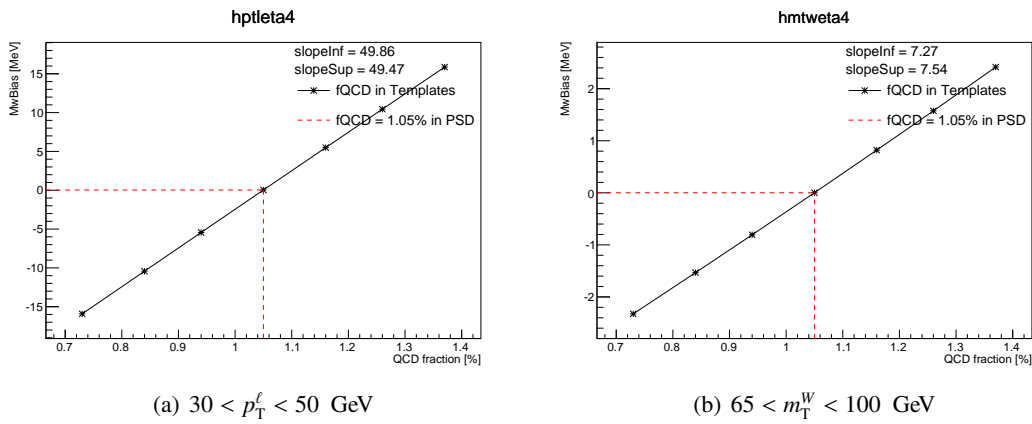 hptleta4
MwBias [MeV]
slopeInf = 49.86
slopeSup = 49.47
fQCD in Templates
fQCD = 1.05% in PSD
15
10
5
0
-5
-10
-15
0.7 0.8 0.9 1 1.1 1.2 1.3 1.4
QCD fraction [%]
(a) 30 < p_T^ℓ < 50 GeV
hmtweta4
MwBias [MeV]
slopeInf = 7.27
slopeSup = 7.54
fQCD in Templates
fQCD = 1.05% in PSD
2
1
0
-1
-2
0.7 0.8 0.9 1 1.1 1.2 1.3 1.4
QCD fraction [%]
(b) 65 < m_T^W < 100 GeV